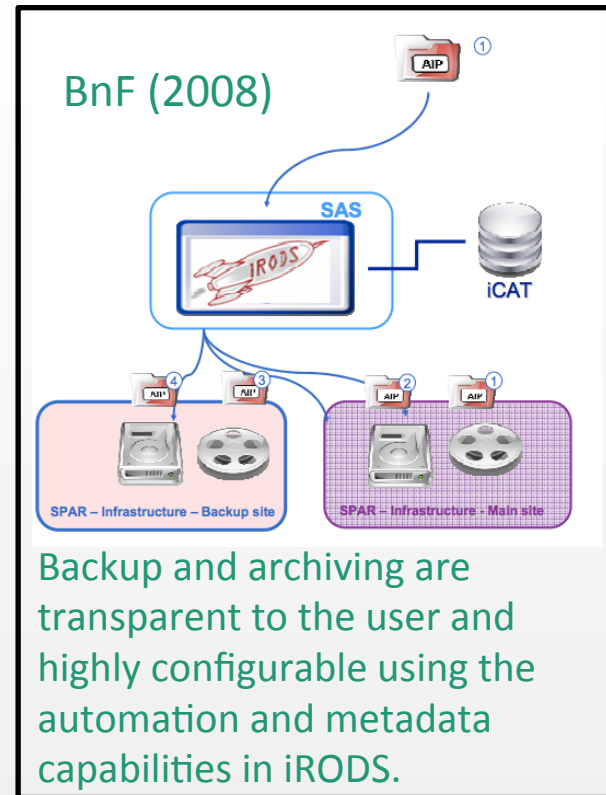 BnF (2008)
AIP
1
SAS
iRODS
iCAT
AIP 4
AIP 3
AIP 2
AIP 1
SPAR – Infrastructure – Backup site
SPAR – Infrastructure - Main site
Backup and archiving are
transparent to the user and
highly configurable using the
automation and metadata
capabilities in iRODS.